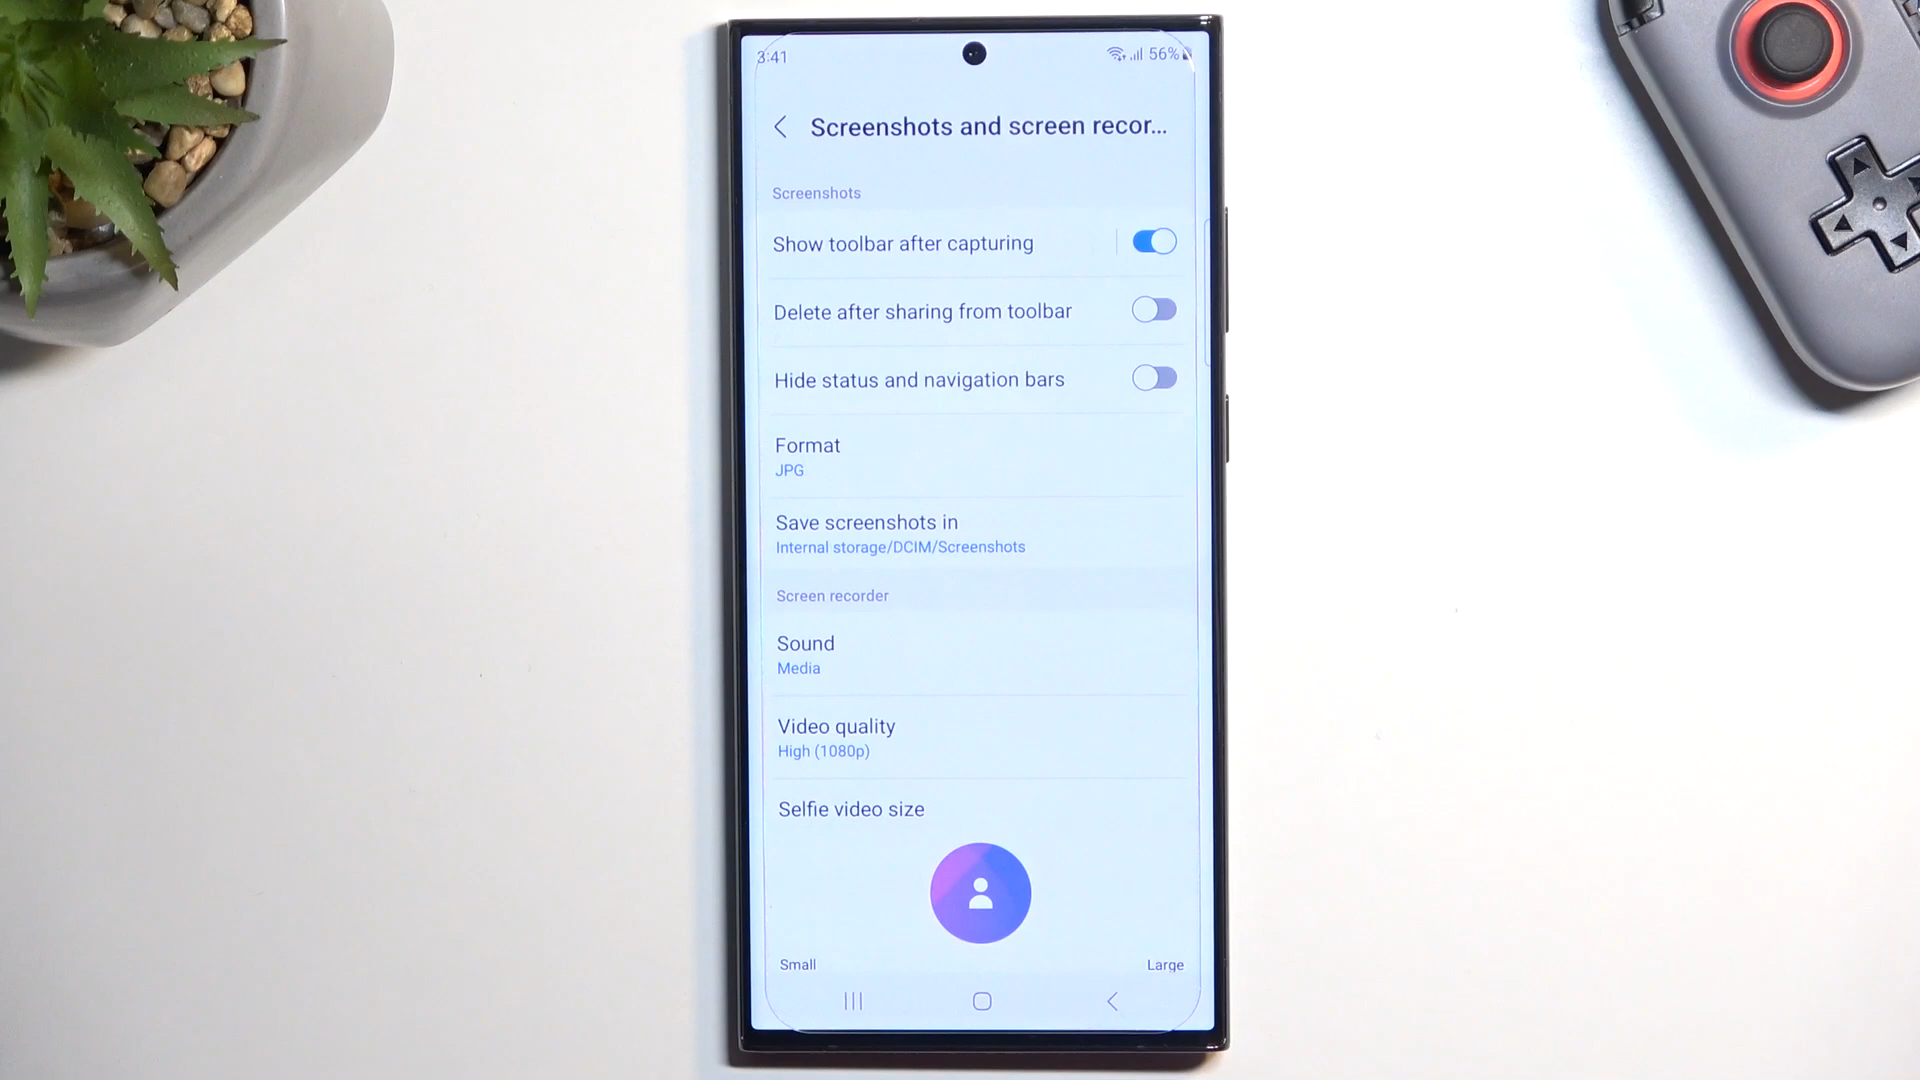 3:41
56%
Screenshots and screen recor...
Screenshots
Show toolbar after capturing
Delete after sharing from toolbar
Hide status and navigation bars
Format
JPG
Save screenshots in
Internal storage/DCIM/Screenshots
Screen recorder
Sound
Media
Video quality
High (1080p)
Selfie video size
Small
Large